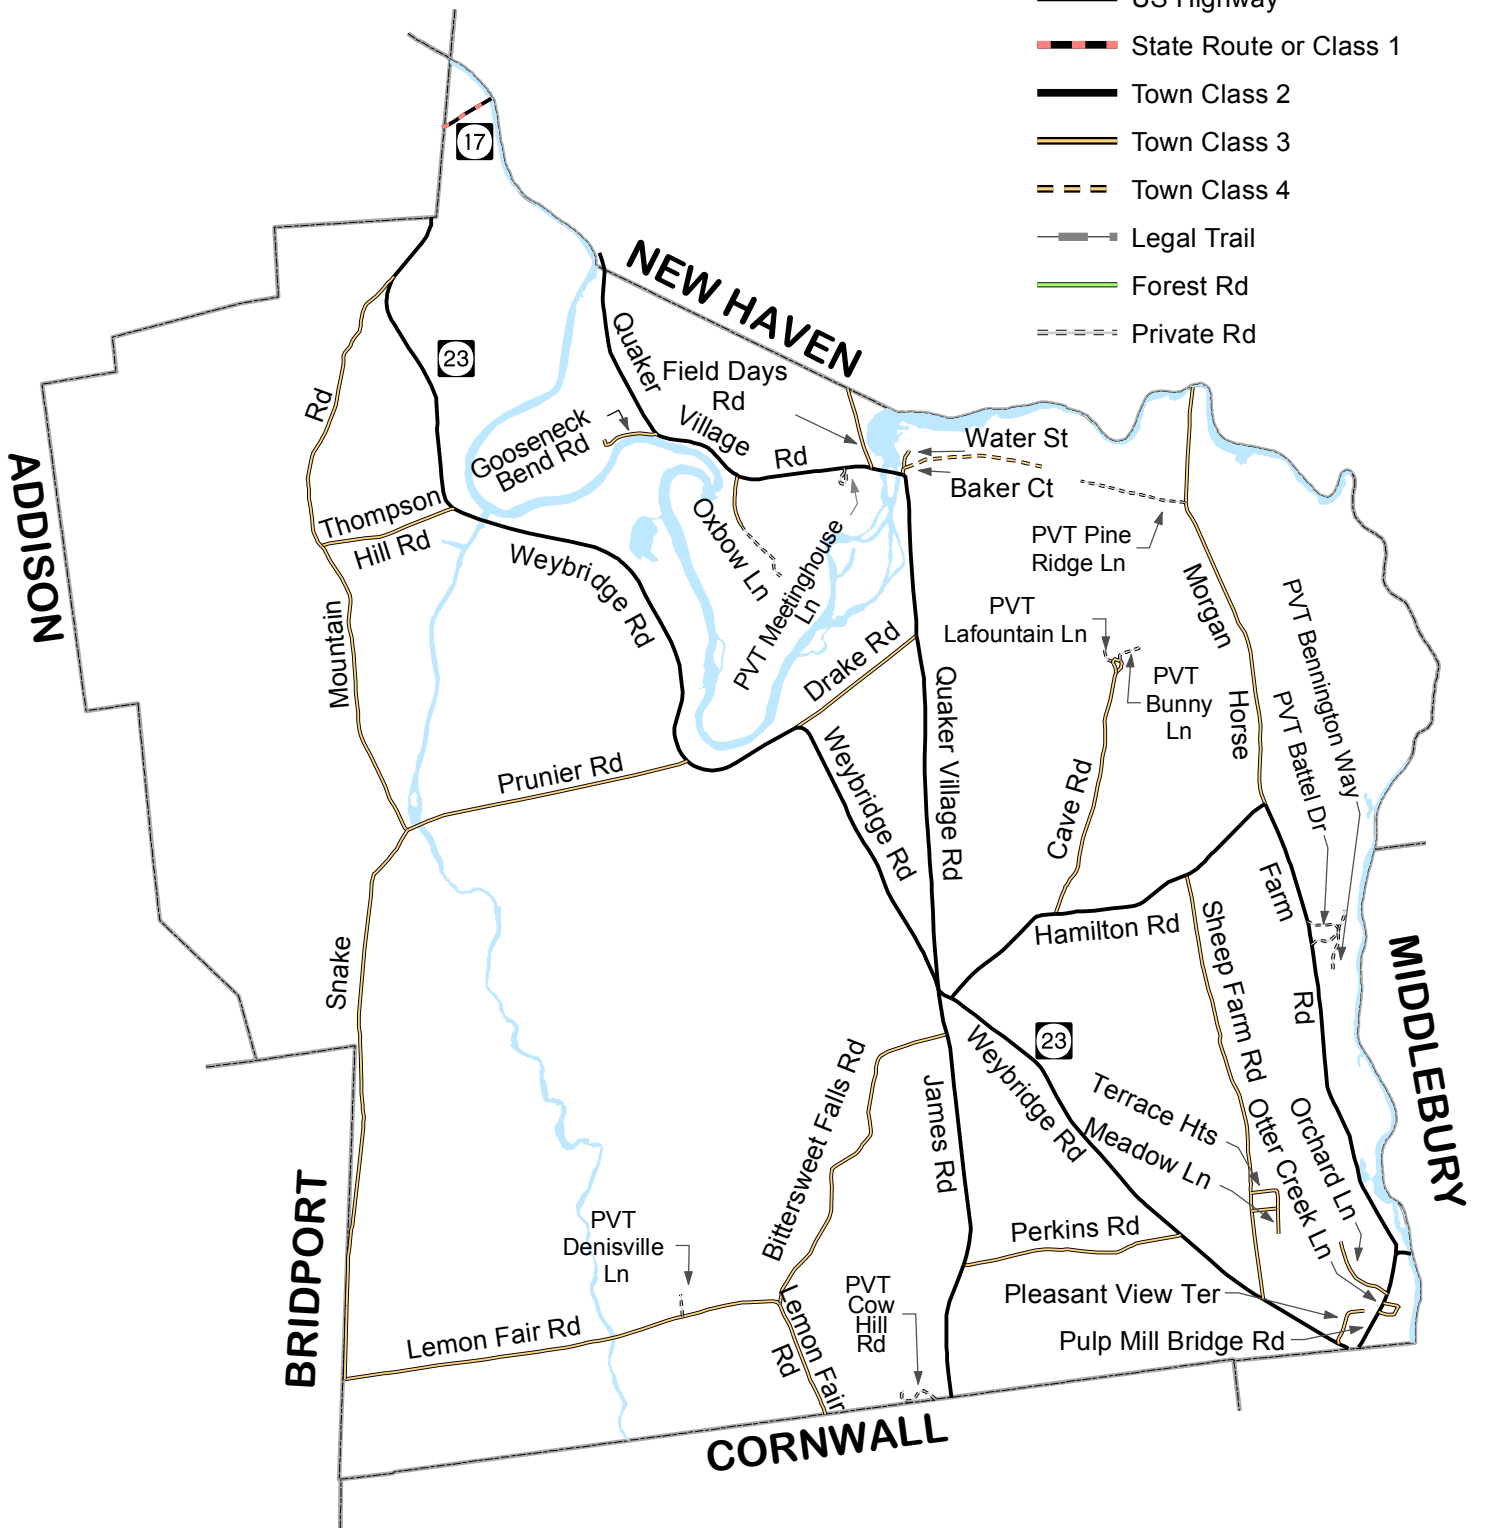 US Highway
State Route or Class 1
Town Class 2
Town Class 3
Town Class 4
Legal Trail
Forest Rd
Private Rd
17
NEW HAVEN
23
Quaker
Village
Rd
Field Days
Rd
Rd
Gooseneck
Bend Rd
Water St
Baker Ct
ADDISON
Thompson
Hill Rd
Weybridge Rd
Oxbow Ln
PVT Meetinghouse
Ln
PVT Pine
Ridge Ln
Morgan
Horse
Farm
Rd
PVT Bennington Way
PVT Battel Dr
PVT
Lafountain Ln
PVT
Bunny
Ln
Mountain
Drake Rd
Quaker Village Rd
Prunier Rd
Weybridge Rd
Cave Rd
Hamilton Rd
Sheep Farm Rd
Snake
MIDDLEBURY
23
Weybridge Rd
Bittersweet Falls Rd
James Rd
Terrace Hts
Meadow Ln
Otter Creek Ln
Orchard Ln
BRIDPORT
PVT
Denisville
Ln
Perkins Rd
PVT
Cow
Hill
Rd
Pleasant View Ter
Pulp Mill Bridge Rd
Lemon Fair Rd
Lemon Fair
Rd
CORNWALL